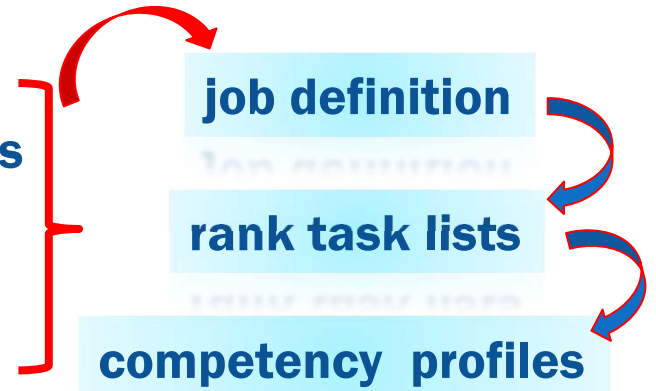 job definition
s
rank task lists
competency profiles